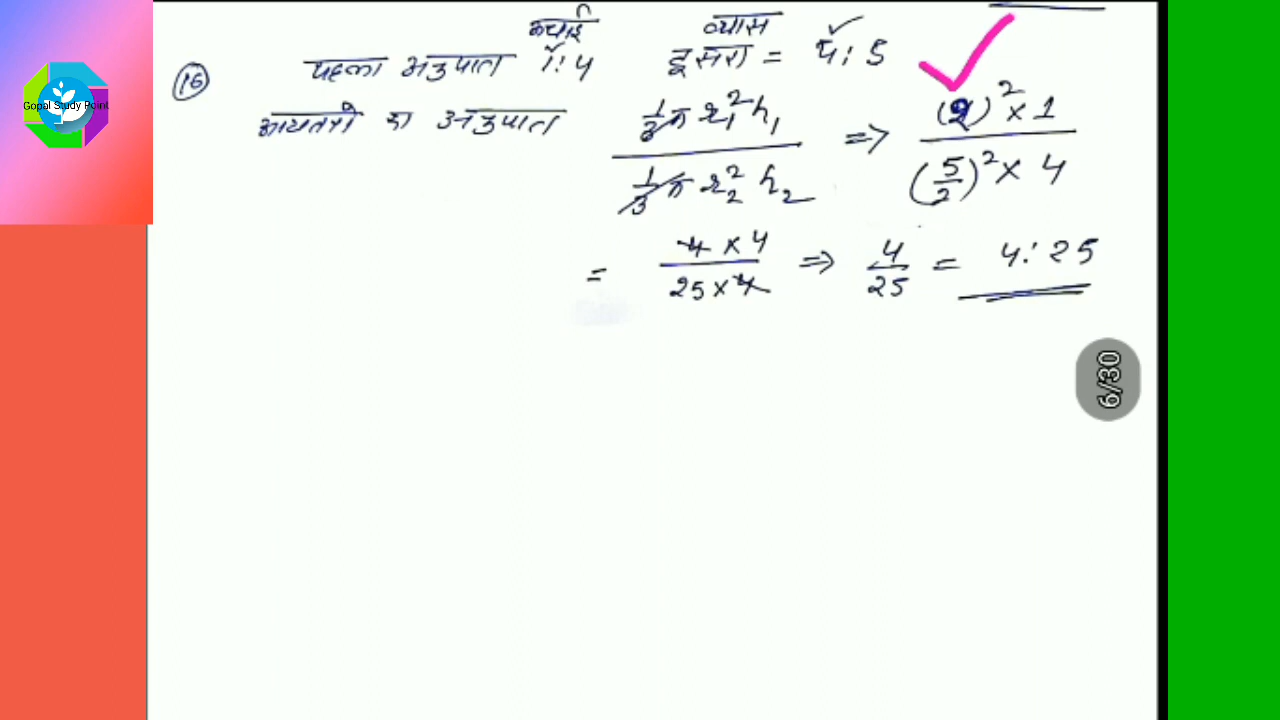 ऊचाई व्यास
(16) पहला अनुपात 1:4 दूसरा = 4:5
Gopal Study Point
आयतनो का अनुपात 1/3 π r₁² h₁ / 1/3 π r₂² h₂ => (2)² × 1 / (5/2)² × 4
= 4 × 4 / 25 × 4 => 4/25 = 4:25
6/30